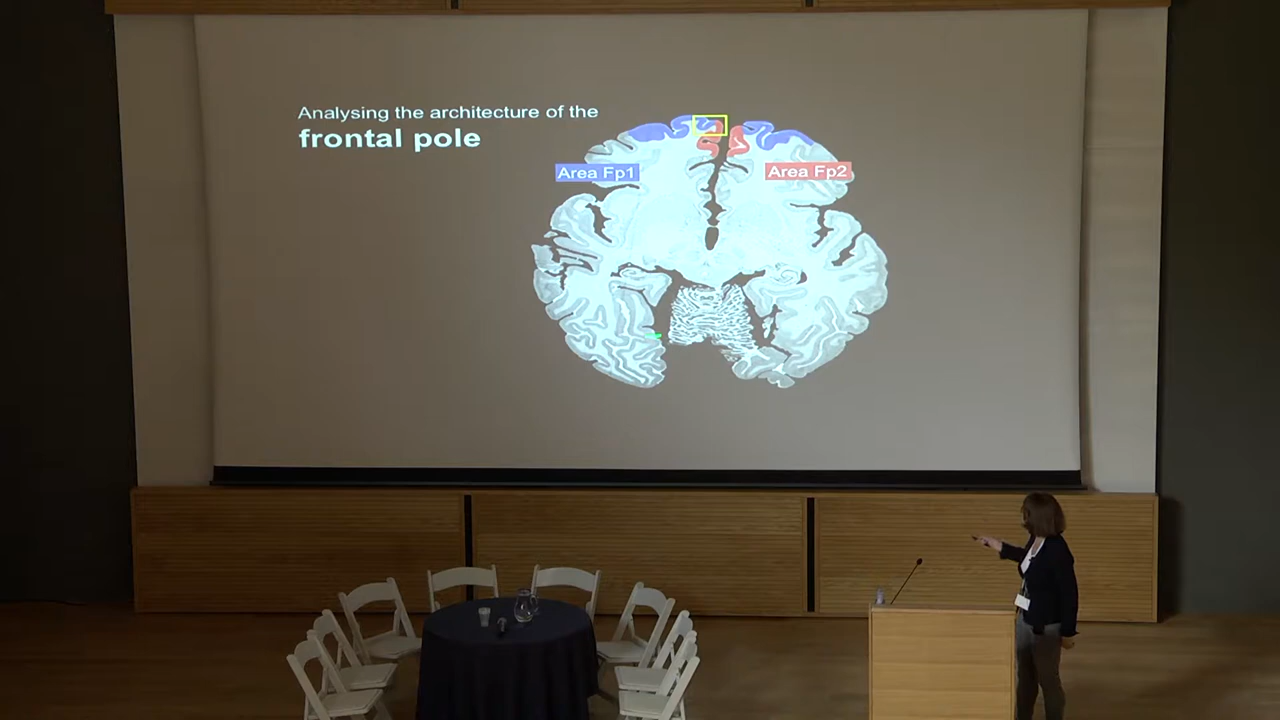 Analysing the architecture of the
frontal pole
Area Fp1
Area Fp2